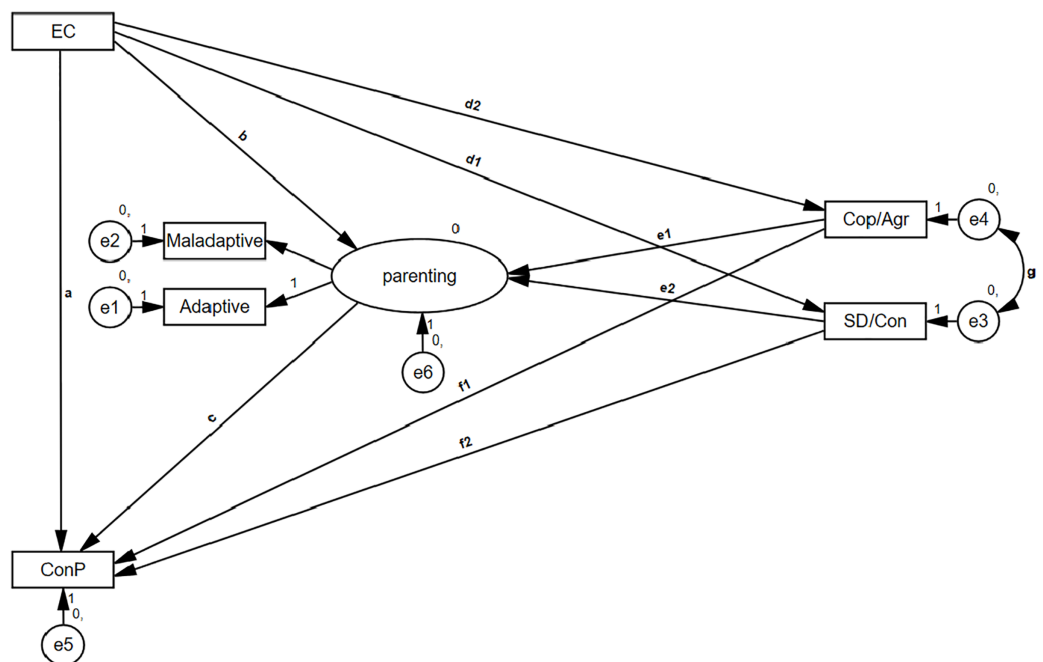 EC
d2
b
d1
0,
0,
1
e2
Maladaptive
0
Cop/Agr
1
e4
e1
parenting
0,
1
e1
Adaptive
1
g
a
e2
0,
SD/Con
1
e3
1
0,
e6
f1
c
f2
ConP
1
0,
e5